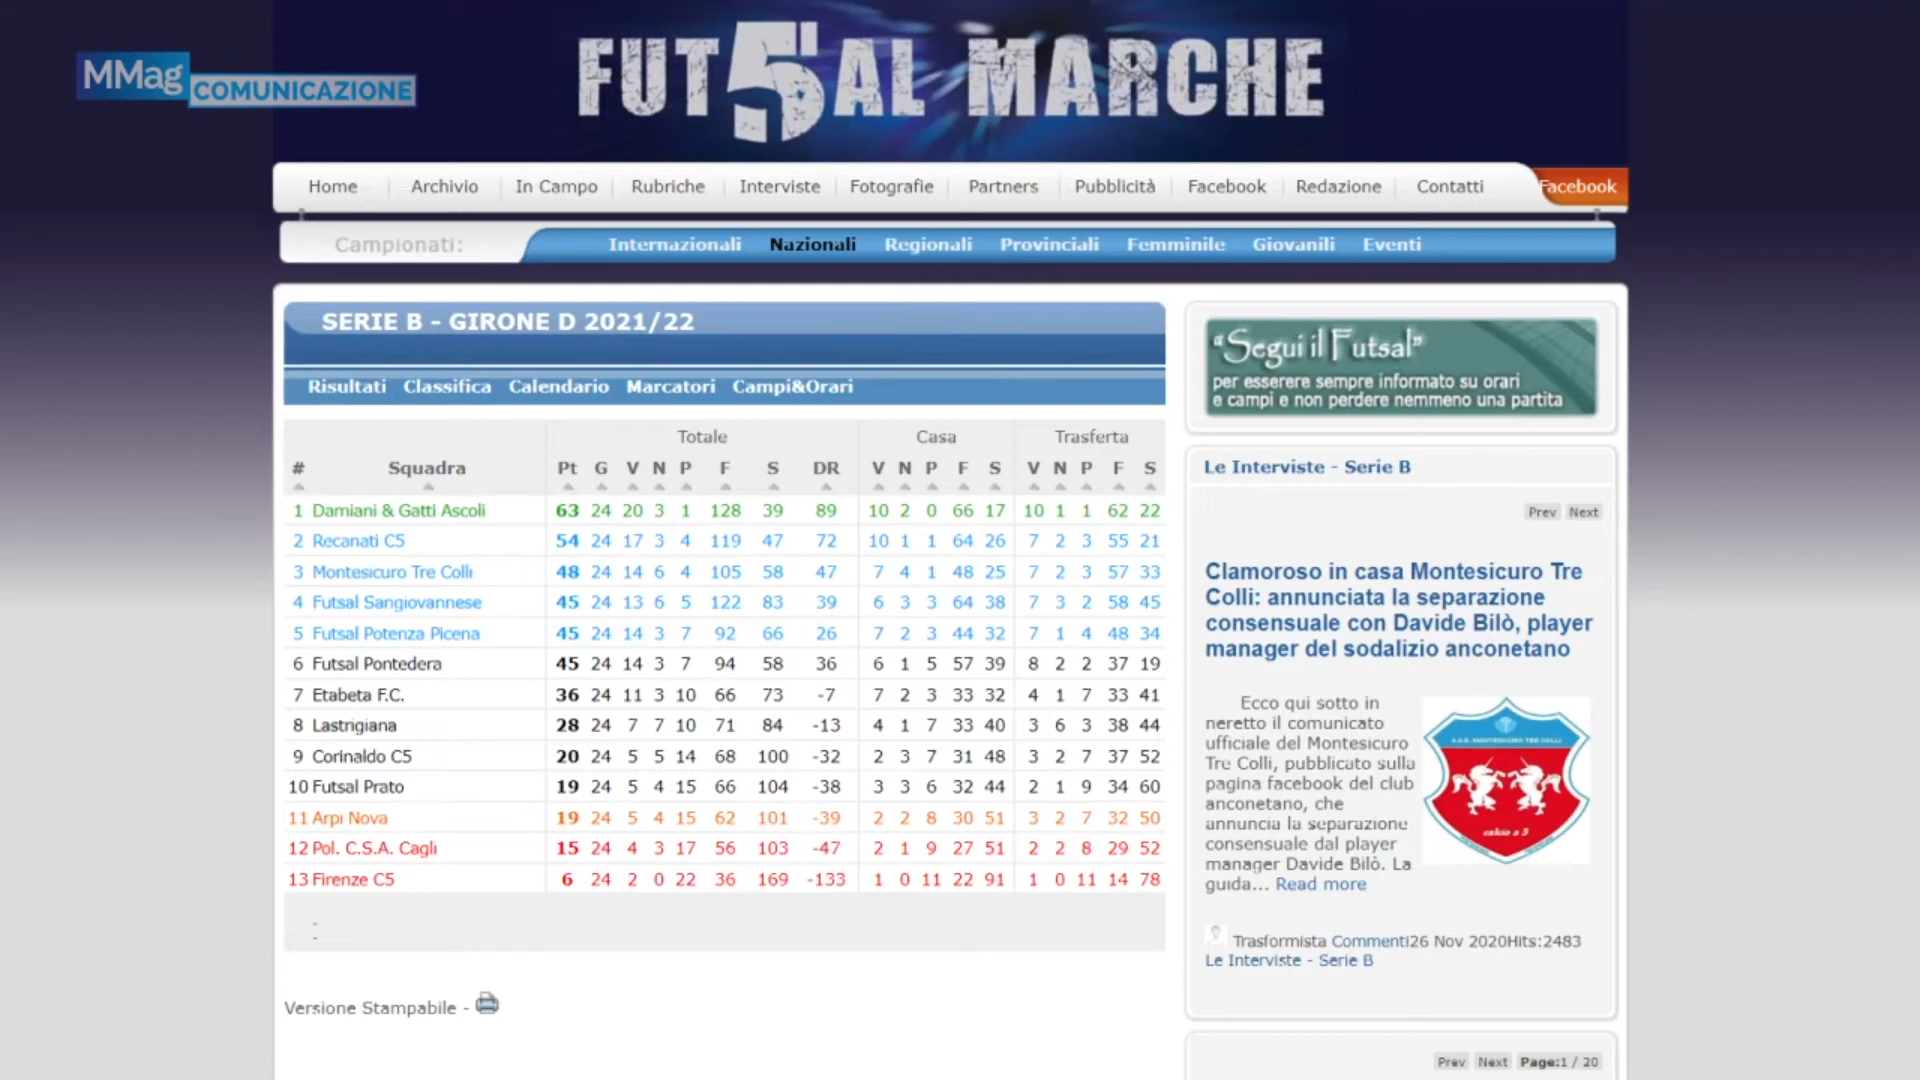 MMag COMUNICAZIONE
FUT5AL MARCHE
Home Archivio In Campo Rubriche Interviste Fotografie Partners Pubblicità Facebook Redazione Contatti Facebook
Campionati: Internazionali Nazionali Regionali Provinciali Femminile Giovanili Eventi
SERIE B - GIRONE D 2021/22
Risultati Classifica Calendario Marcatori Campi&Orari
Totale Casa Trasferta
# Squadra Pt G V N P F S DR V N P F S V N P F S
1 Damiani & Gatti Ascoli 63 24 20 3 1 128 39 89 10 2 0 66 17 10 1 1 62 22
2 Recanati C5 54 24 17 3 4 119 47 72 10 1 1 64 26 7 2 3 55 21
3 Montesicuro Tre Colli 48 24 14 6 4 105 58 47 7 4 1 48 25 7 2 3 57 33
4 Futsal Sangiovannese 45 24 13 6 5 122 83 39 6 3 3 64 38 7 3 2 58 45
5 Futsal Potenza Picena 45 24 14 3 7 92 66 26 7 2 3 44 32 7 1 4 48 34
6 Futsal Pontedera 45 24 14 3 7 94 58 36 6 1 5 57 39 8 2 2 37 19
7 Etabeta F.C. 36 24 11 3 10 66 73 -7 7 2 3 33 32 4 1 7 33 41
8 Lastrigiana 28 24 7 7 10 71 84 -13 4 1 7 33 40 3 6 3 38 44
9 Corinaldo C5 20 24 5 5 14 68 100 -32 2 3 7 31 48 3 2 7 37 52
10 Futsal Prato 19 24 5 4 15 66 104 -38 3 3 6 32 44 2 1 9 34 60
11 Arpi Nova 19 24 5 4 15 62 101 -39 2 2 8 30 51 3 2 7 32 50
12 Pol. C.S.A. Cagli 15 24 4 3 17 56 103 -47 2 1 9 27 51 2 2 8 29 52
13 Firenze C5 6 24 2 0 22 36 169 -133 1 0 11 22 91 1 0 11 14 78
-
-
Versione Stampabile -
“Segui il Futsal”
per esserere sempre informato su orari
e campi e non perdere nemmeno una partita
Le Interviste - Serie B
Prev Next
Clamoroso in casa Montesicuro Tre
Colli: annunciata la separazione
consensuale con Davide Bilò, player
manager del sodalizio anconetano
Ecco qui sotto in
neretto il comunicato
ufficiale del Montesicuro
Tre Colli, pubblicato sulla
pagina facebook del club
anconetano, che
annuncia la separazione
consensuale dal player
manager Davide Bilò. La
guida... Read more
A.S.D. MONTESICURO TRE COLLI
calcio a 5
Trasformista Commenti26 Nov 2020Hits:2483
Le Interviste - Serie B
Prev Next Page:1 / 20